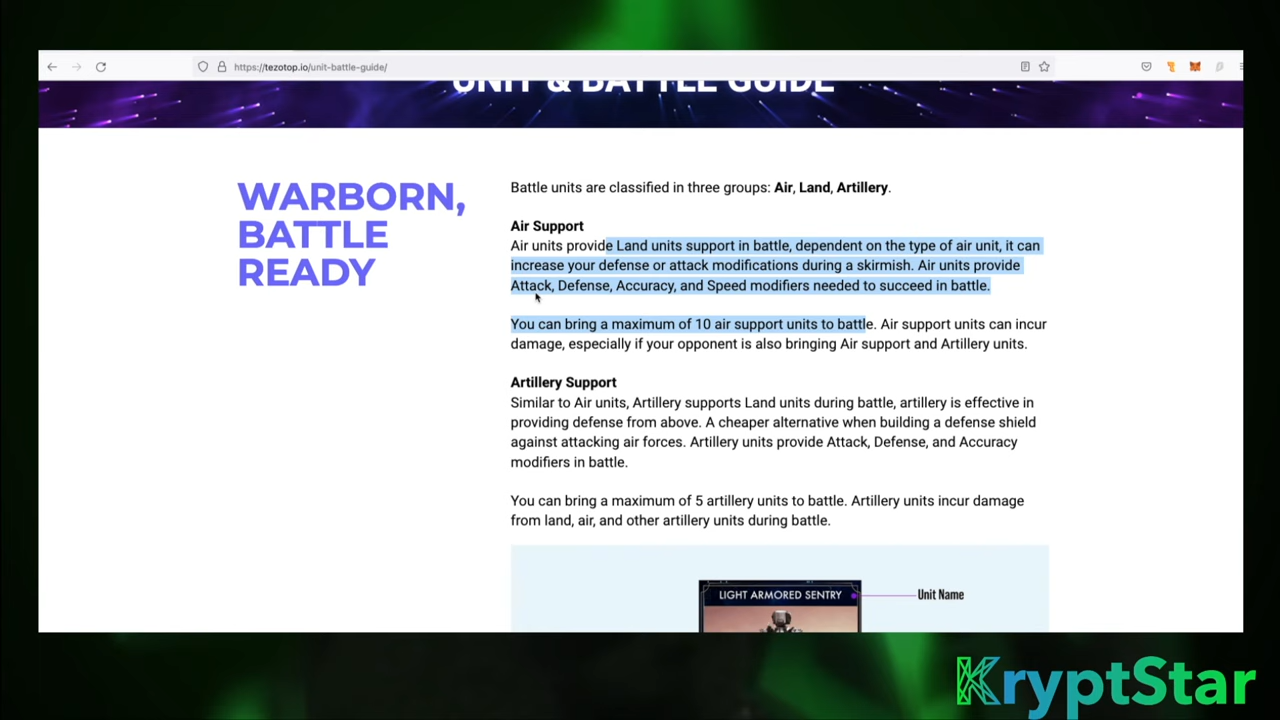 https://tezotop.io/unit-battle-guide/
UNIT & BATTLE GUIDE
WARBORN,
BATTLE
READY
Battle units are classified in three groups: Air, Land, Artillery.
Air Support
Air units provide Land units support in battle, dependent on the type of air unit, it can
increase your defense or attack modifications during a skirmish. Air units provide
Attack, Defense, Accuracy, and Speed modifiers needed to succeed in battle.
You can bring a maximum of 10 air support units to battle. Air support units can incur
damage, especially if your opponent is also bringing Air support and Artillery units.
Artillery Support
Similar to Air units, Artillery supports Land units during battle, artillery is effective in
providing defense from above. A cheaper alternative when building a defense shield
against attacking air forces. Artillery units provide Attack, Defense, and Accuracy
modifiers in battle.
You can bring a maximum of 5 artillery units to battle. Artillery units incur damage
from land, air, and other artillery units during battle.
LIGHT ARMORED SENTRY
Unit Name
KryptStar